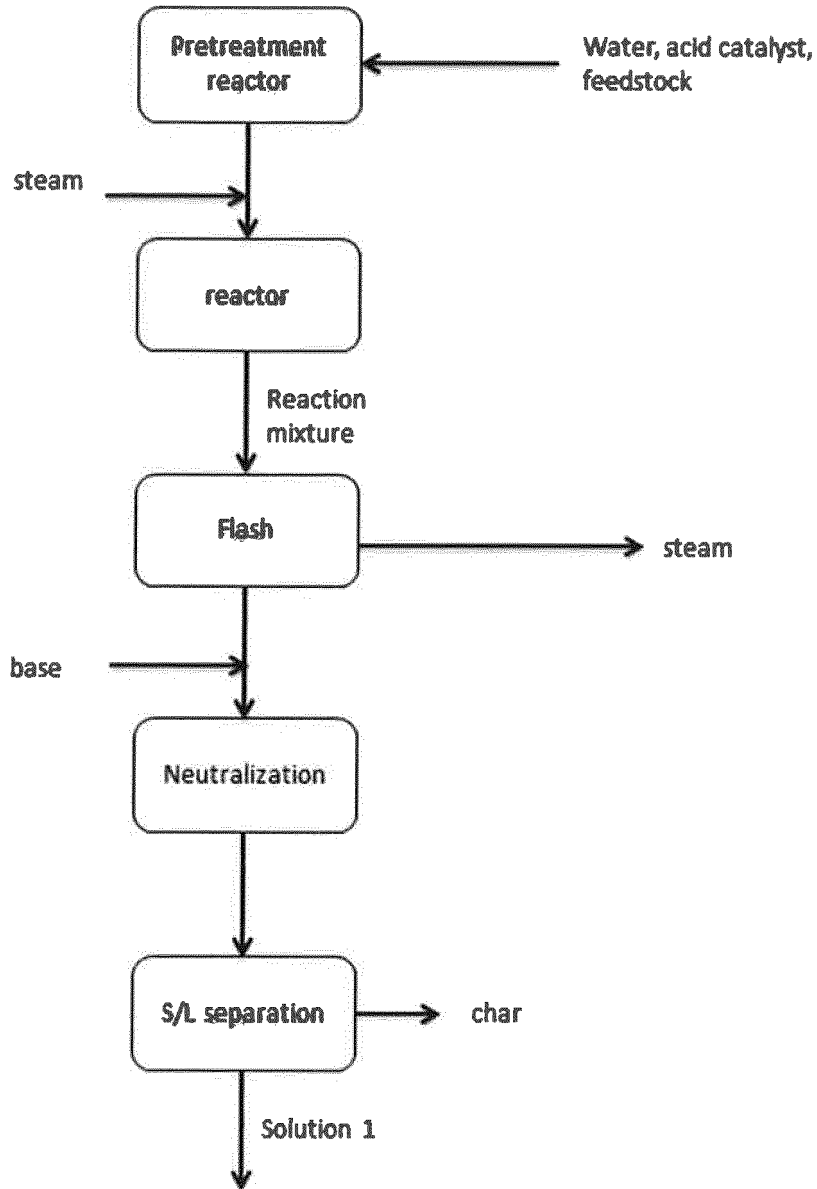 Pretreatment
reactor
Water, acid catalyst,
feedstock
steam
reactor
Reaction
mixture
Flash
steam
base
Neutralization
S/L separation
char
Solution 1